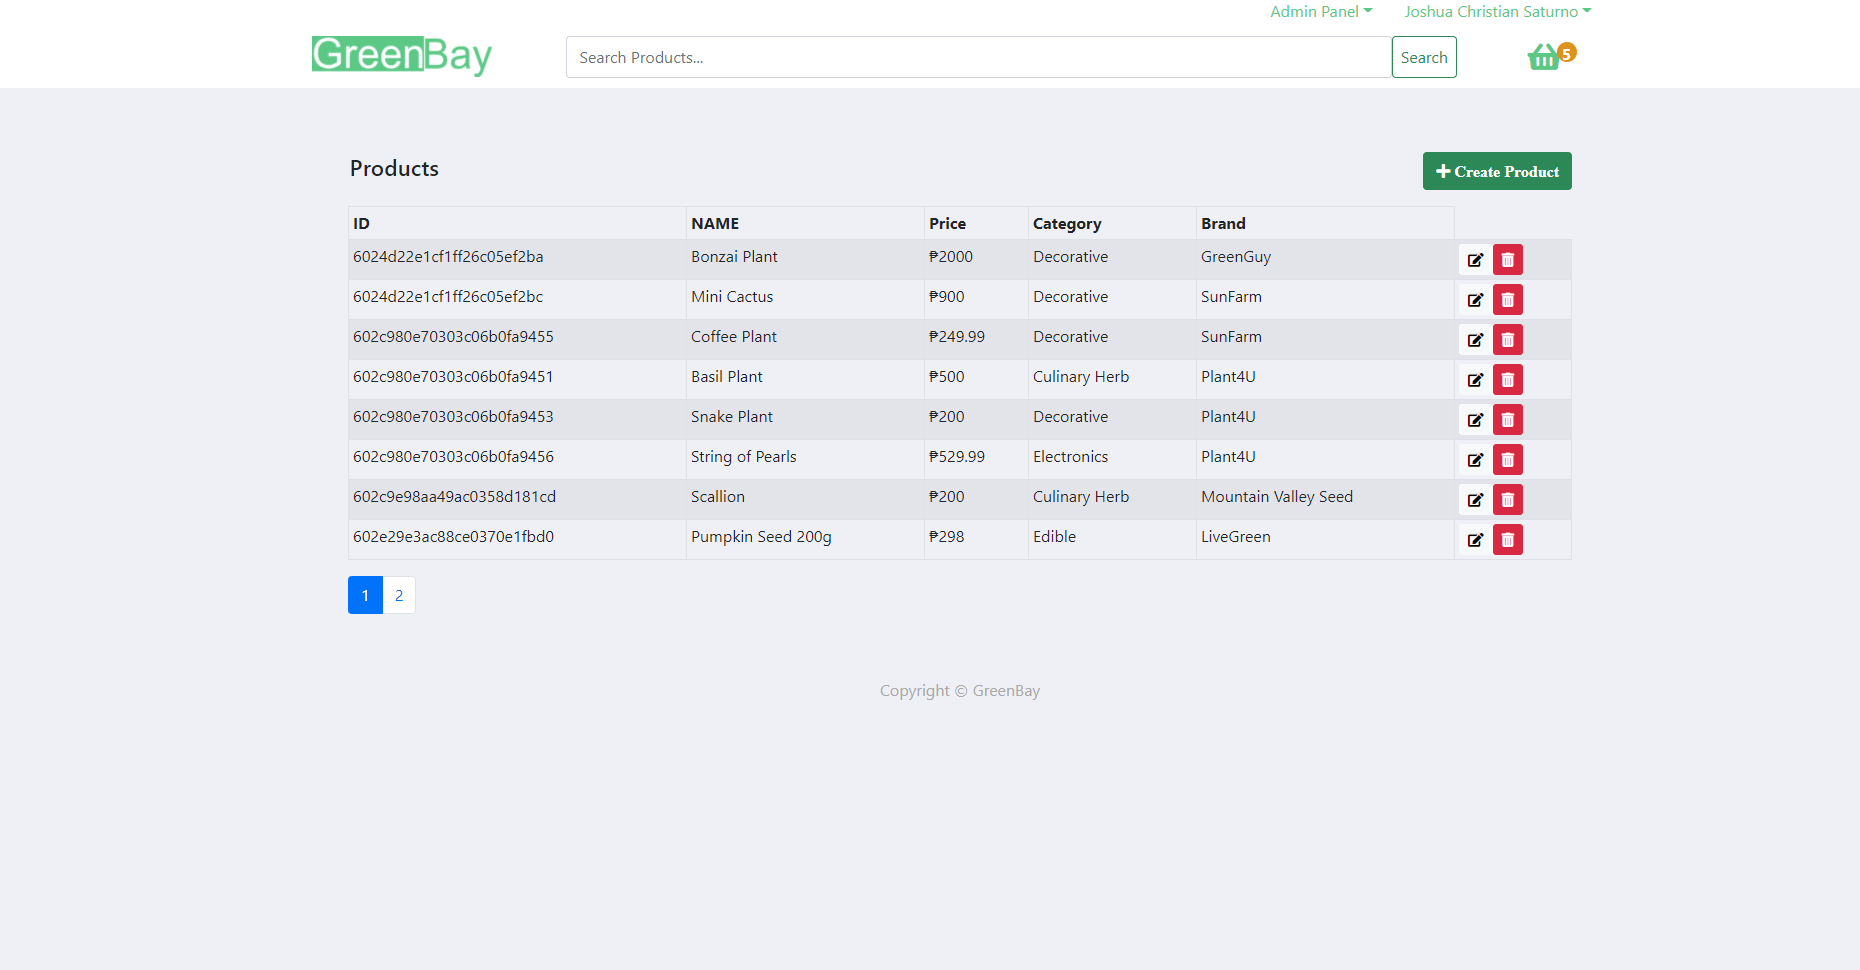 Admin Panel Joshua Christian Saturno
GreenBay Search Products... Search 5
Products Create Product
ID NAME Price Category Brand
6024d22e1cf1ff26c05ef2ba Bonzai Plant ₱2000 Decorative GreenGuy
6024d22e1cf1ff26c05ef2bc Mini Cactus ₱900 Decorative SunFarm
602c980e70303c06b0fa9455 Coffee Plant ₱249.99 Decorative SunFarm
602c980e70303c06b0fa9451 Basil Plant ₱500 Culinary Herb Plant4U
602c980e70303c06b0fa9453 Snake Plant ₱200 Decorative Plant4U
602c980e70303c06b0fa9456 String of Pearls ₱529.99 Electronics Plant4U
602c9e98aa49ac0358d181cd Scallion ₱200 Culinary Herb Mountain Valley Seed
602e29e3ac88ce0370e1fbd0 Pumpkin Seed 200g ₱298 Edible LiveGreen
1 2
Copyright © GreenBay